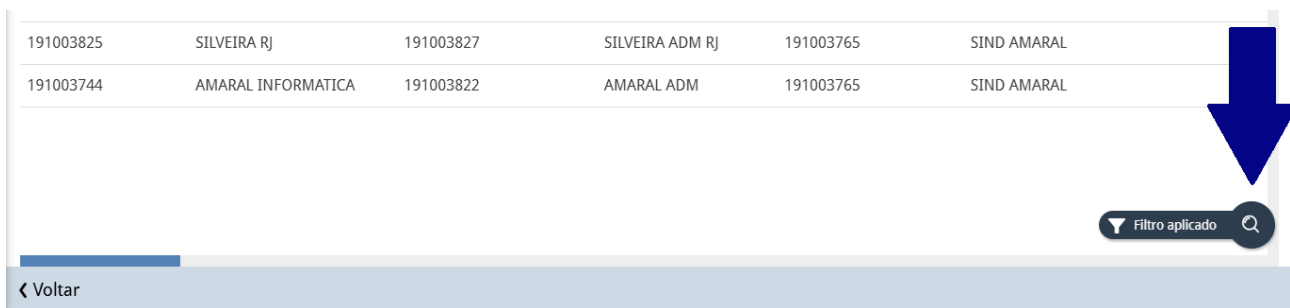 191003825 SILVEIRA RJ 191003827 SILVEIRA ADM RJ 191003765 SIND AMARAL
191003744 AMARAL INFORMATICA 191003822 AMARAL ADM 191003765 SIND AMARAL
Filtro aplicado
Voltar